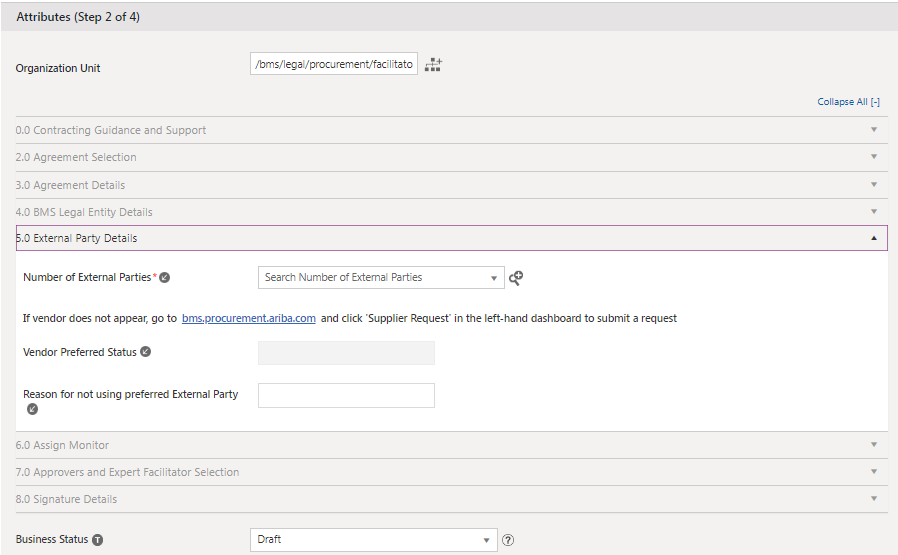 Attributes (Step 2 of 4)
Organization Unit
/bms/legal/procurement/facilitato
Collapse All [-]
0.0 Contracting Guidance and Support
2.0 Agreement Selection
3.0 Agreement Details
4.0 BMS Legal Entity Details
5.0 External Party Details
Number of External Parties*
Search Number of External Parties
If vendor does not appear, go to bms.procurement.ariba.com and click 'Supplier Request' in the left-hand dashboard to submit a request
Vendor Preferred Status
Reason for not using preferred External Party
6.0 Assign Monitor
7.0 Approvers and Expert Facilitator Selection
8.0 Signature Details
Business Status T
Draft
?